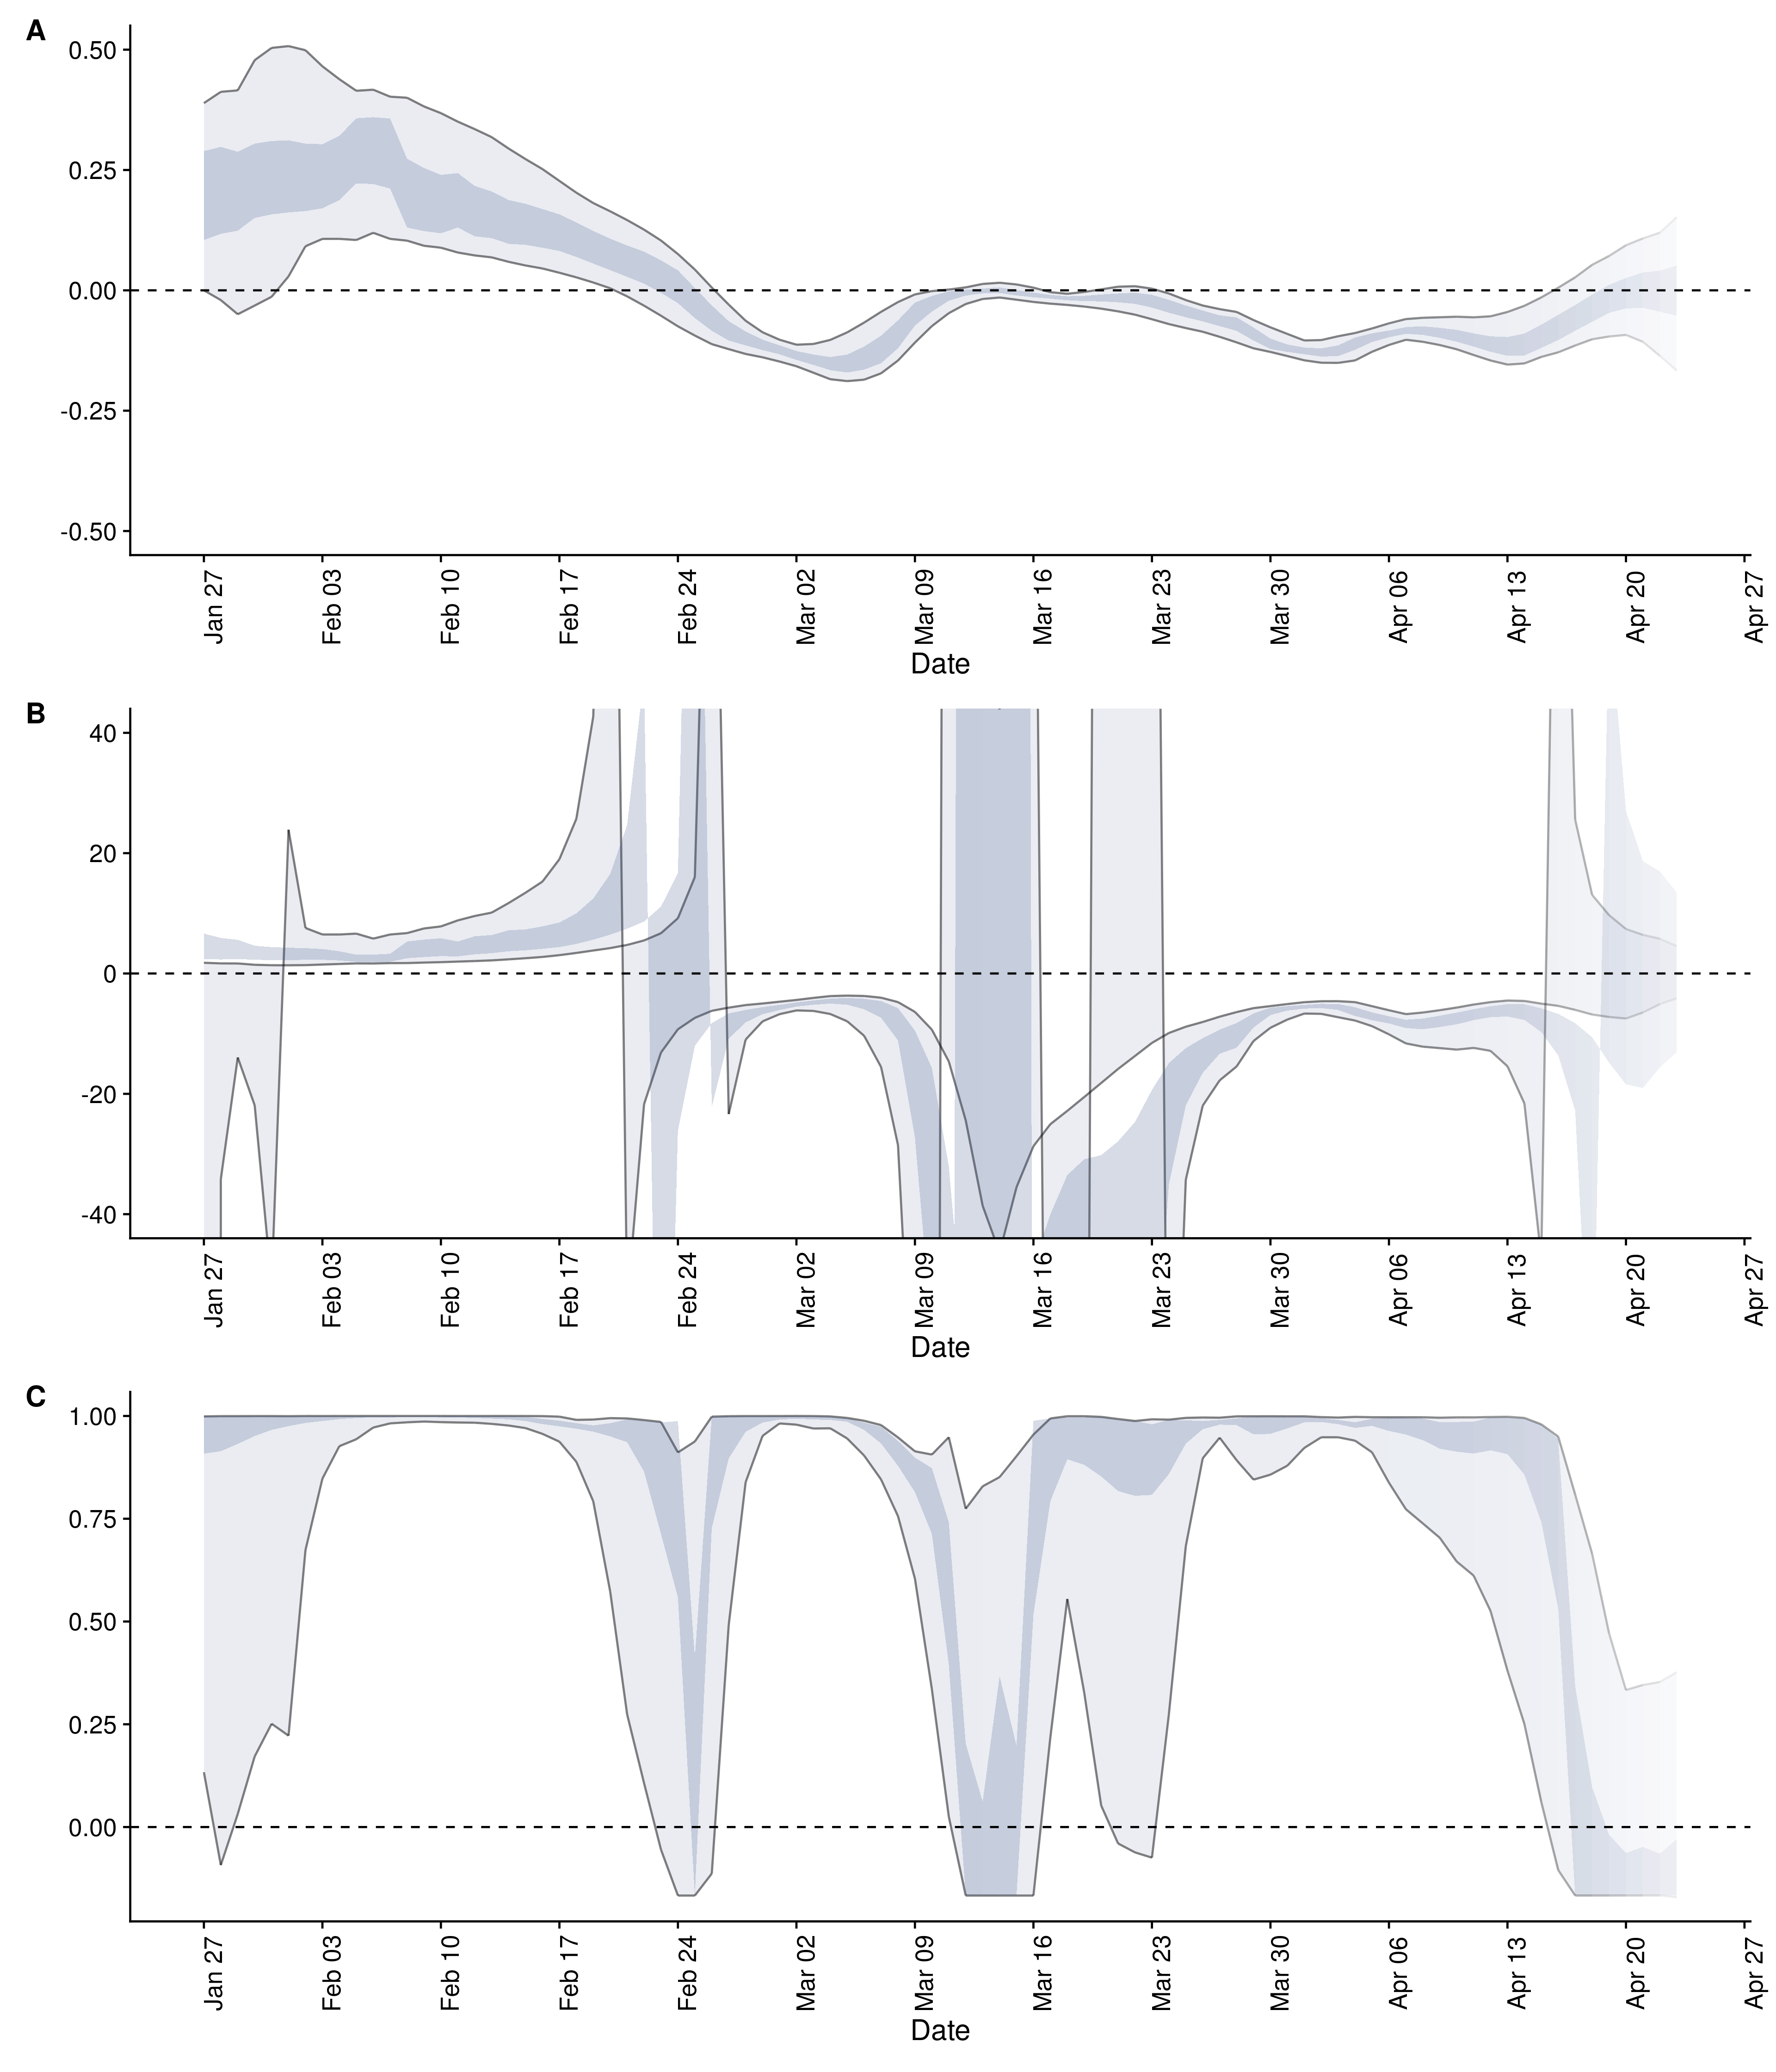 A
0.50
0.25
0.00
-0.25
-0.50
Jan 27
Feb 03
Feb 10
Feb 17
Feb 24
Mar 02
Mar 09
Mar 16
Mar 23
Mar 30
Apr 06
Apr 13
Apr 20
Apr 27
Date
B
40
20
0
-20
-40
Jan 27
Feb 03
Feb 10
Feb 17
Feb 24
Mar 02
Mar 09
Mar 16
Mar 23
Mar 30
Apr 06
Apr 13
Apr 20
Apr 27
Date
C
1.00
0.75
0.50
0.25
0.00
Jan 27
Feb 03
Feb 10
Feb 17
Feb 24
Mar 02
Mar 09
Mar 16
Mar 23
Mar 30
Apr 06
Apr 13
Apr 20
Apr 27
Date